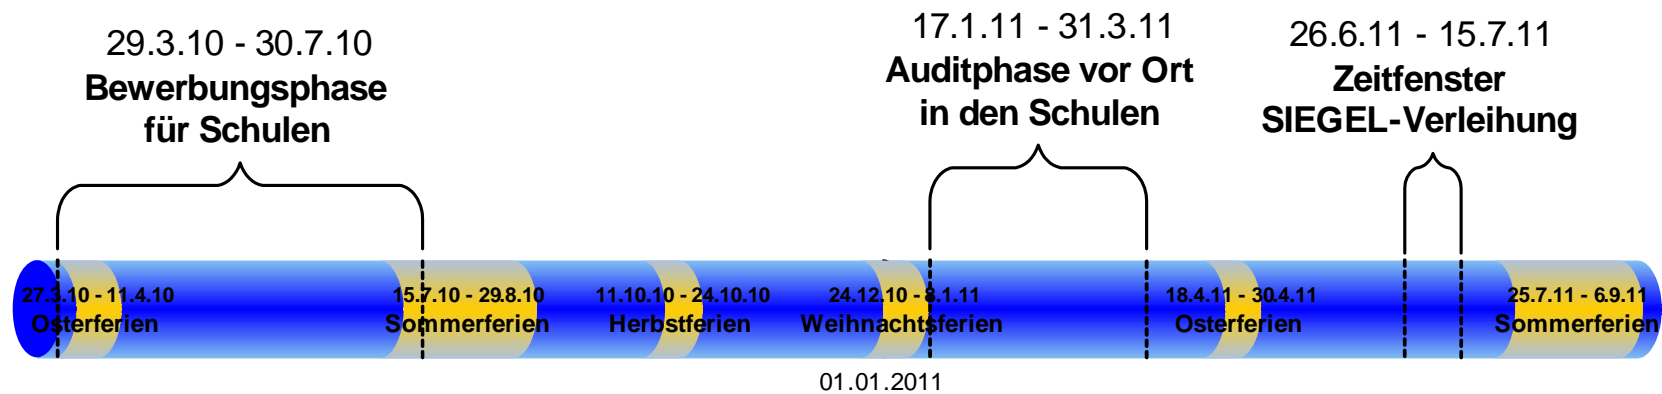 29.3.10 - 30.7.10
Bewerbungsphase
für Schulen
17.1.11 - 31.3.11
Auditphase vor Ort
in den Schulen
26.6.11 - 15.7.11
Zeitfenster
SIEGEL-Verleihung
27.3.10 - 11.4.10
Osterferien
15.7.10 - 29.8.10
Sommerferien
11.10.10 - 24.10.10
Herbstferien
24.12.10 - 8.1.11
Weihnachtsferien
18.4.11 - 30.4.11
Osterferien
25.7.11 - 6.9.11
Sommerferien
01.01.2011